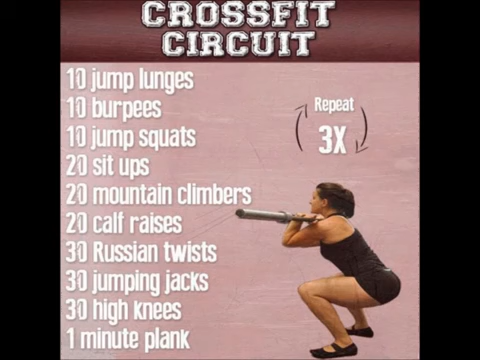 CROSSFIT
CIRCUIT
10 jump lunges
10 burpees
10 jump squats
20 sit ups
20 mountain climbers
20 calf raises
30 Russian twists
30 jumping jacks
30 high knees
1 minute plank
Repeat
3X